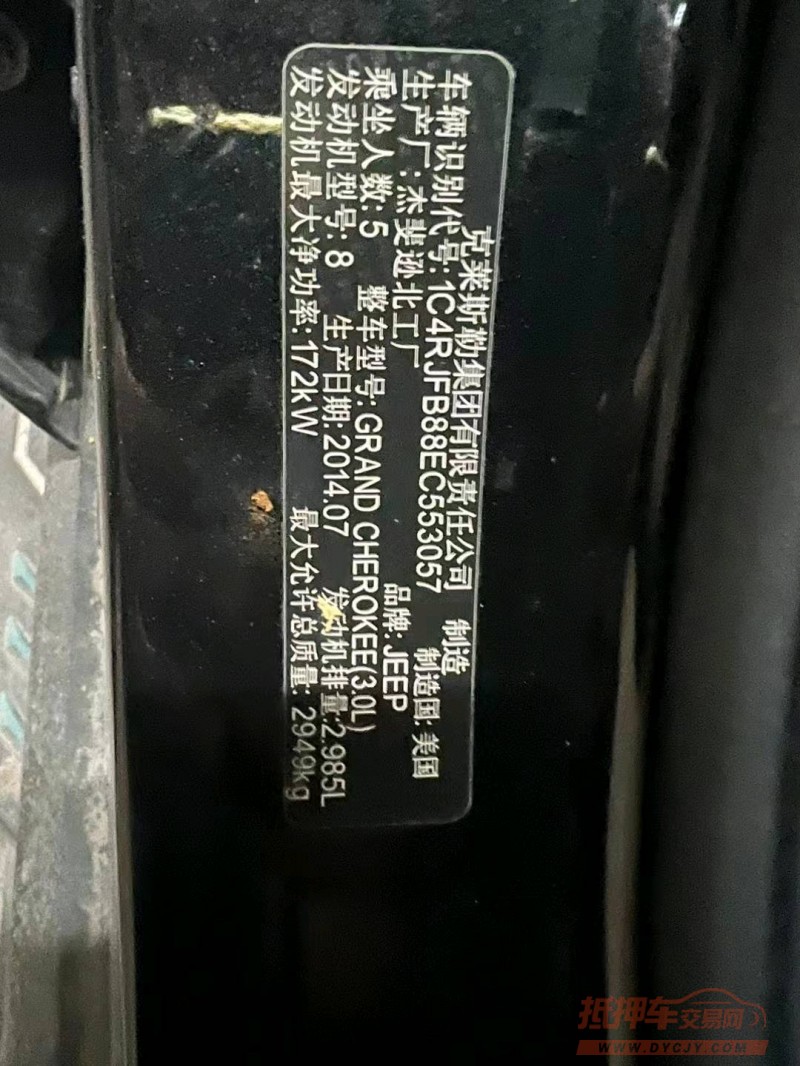 克莱斯勒集团有限责任公司 制造
车辆识别代号: 1C4RJFB88EC553057 制造国: 美国
生产厂: 杰斐逊北工厂 品牌: JEEP
乘坐人数: 5 整车型号: GRAND CHEROKEE(3.0L)
发动机型号: 8 生产日期: 2014.07 发动机排量: 2.985L
发动机最大净功率: 172kW 最大允许总质量: 2949kg
抵押车交易网
WWW.DYCJY.COM